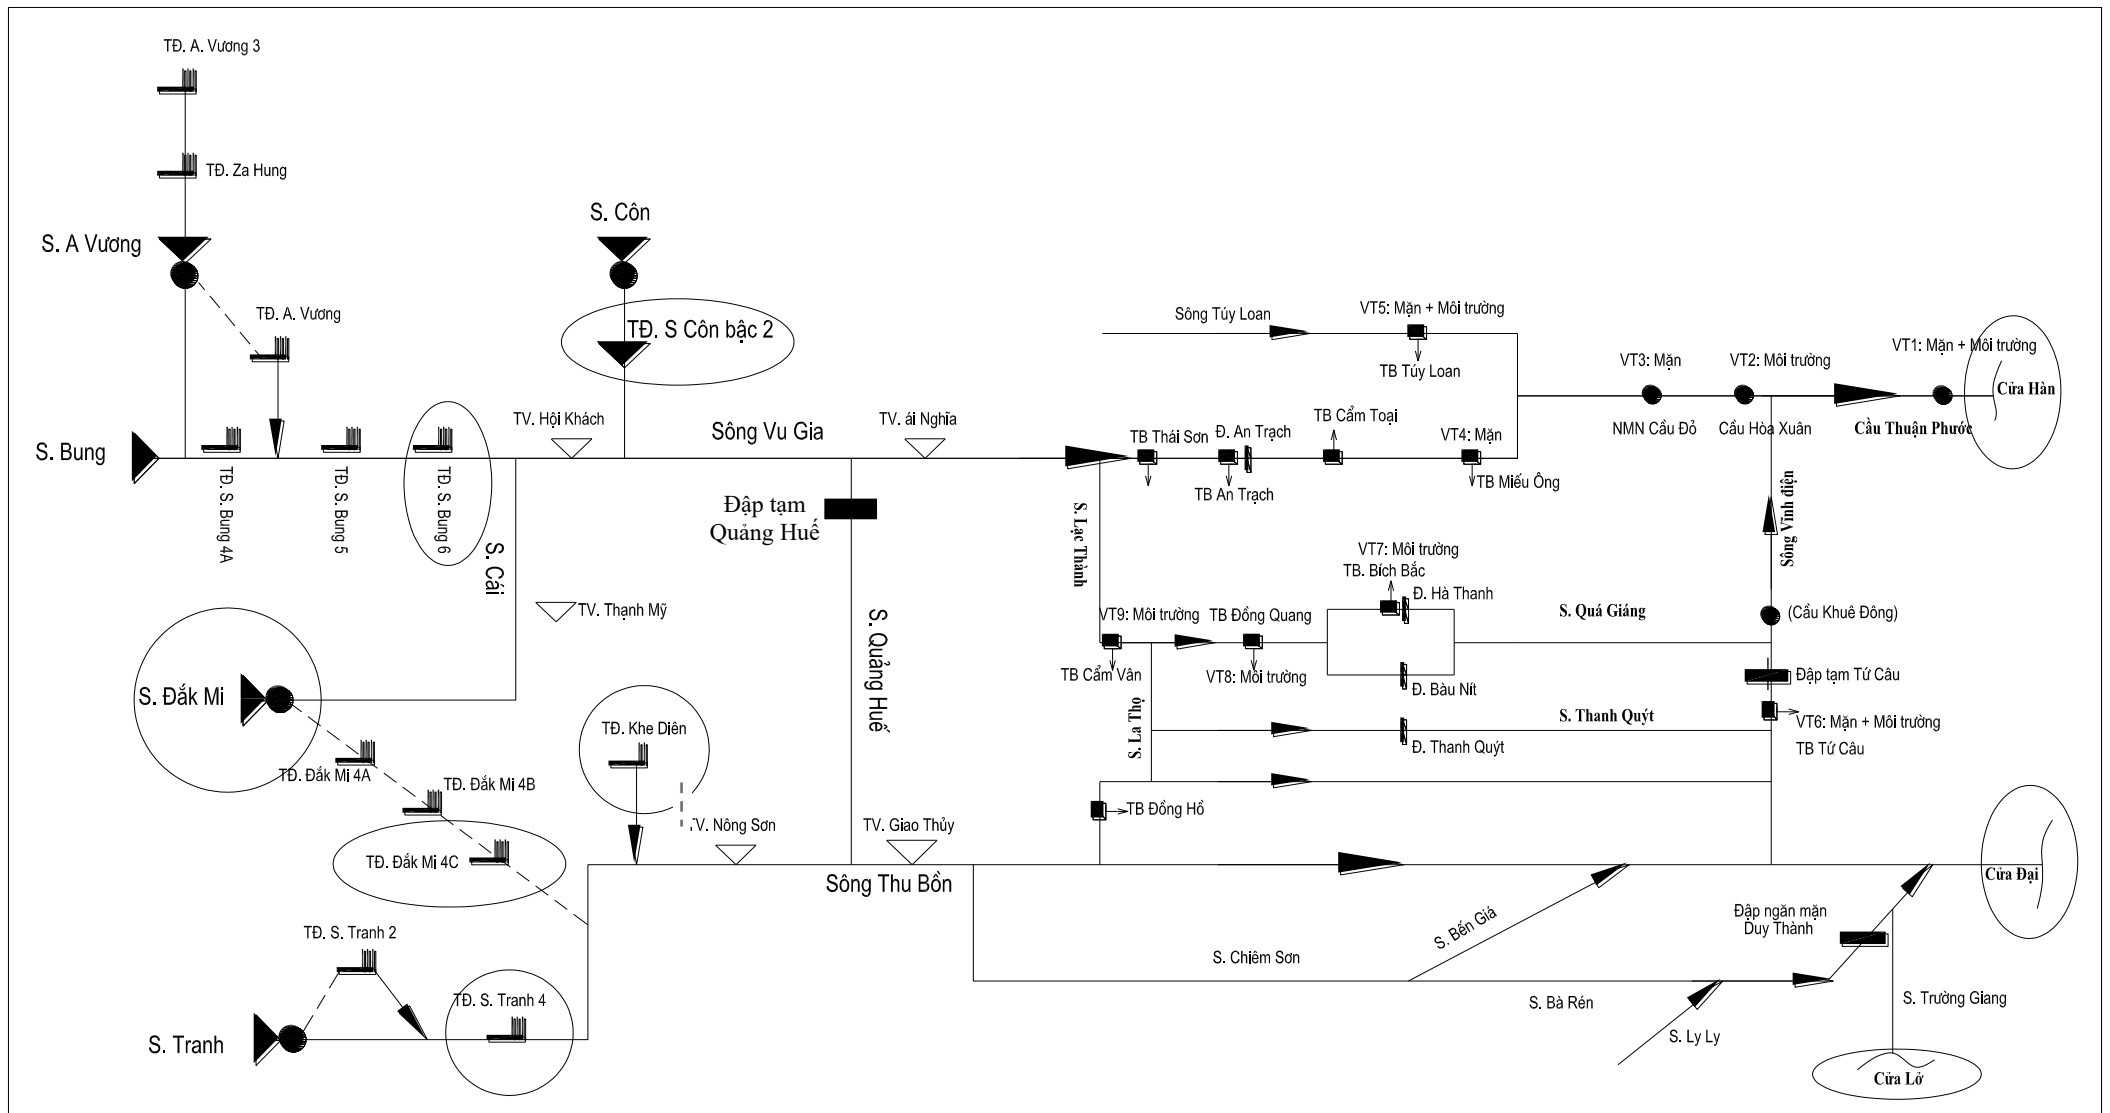 TĐ. A. Vương 3
TĐ. Za Hung
S. A Vương
S. Côn
TĐ. A. Vương
TĐ. S Côn bậc 2
Sông Túy Loan
VT5: Mặn + Môi trường
TB Túy Loan
VT3: Mặn
VT2: Môi trường
VT1: Mặn + Môi trường
Cửa Hàn
NMN Cầu Đỏ
Cầu Hòa Xuân
Cầu Thuận Phước
S. Bung
TV. Hội Khách
Sông Vu Gia
TV. ái Nghĩa
TB Thái Sơn
Đ. An Trạch
TB Cẩm Toại
VT4: Mặn
TB An Trạch
TB Miếu Ông
TĐ. S. Bung 4A
TĐ. S. Bung 5
TĐ. S. Bung 6
S. Cái
Đập tạm
Quảng Huế
S. Lạc Thành
Sông Vĩnh điện
VT7: Môi trường
TB. Bích Bắc
Đ. Hà Thanh
TV. Thạnh Mỹ
S. Quảng Huế
VT9: Môi trường
TB Đồng Quang
S. Quá Giáng
(Cầu Khuê Đông)
TB Cẩm Vân
VT8: Môi trường
Đ. Bàu Nít
Đập tạm Tứ Câu
S. Đắk Mi
S. La Thọ
S. Thanh Quýt
VT6: Mặn + Môi trường
TB Tứ Câu
Đ. Thanh Quýt
TĐ. Khe Diên
TĐ. Đắk Mi 4A
TĐ. Đắk Mi 4B
TB Đồng Hồ
TV. Nông Sơn
TV. Giao Thủy
TĐ. Đắk Mi 4C
Sông Thu Bồn
Cửa Đại
TĐ. S. Tranh 2
S. Bến Giá
Đập ngăn mặn
Duy Thành
S. Chiêm Sơn
TĐ. S. Tranh 4
S. Bà Rén
S. Trường Giang
S. Tranh
S. Ly Ly
Cửa Lở